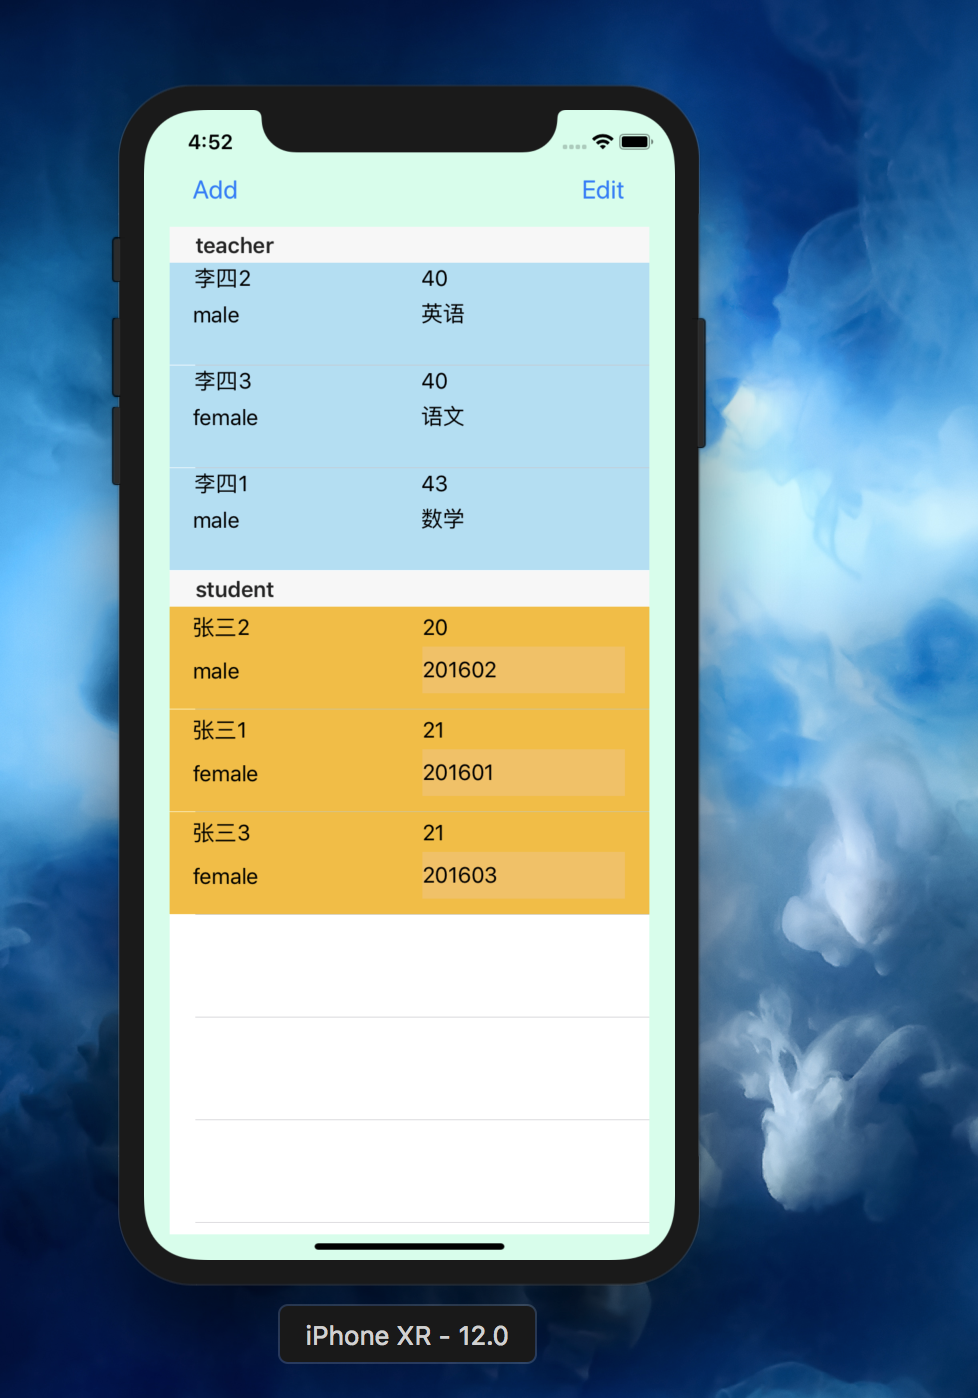 4:52
Add Edit
teacher
李四2 40
male 英语
李四3 40
female 语文
李四1 43
male 数学
student
张三2 20
male 201602
张三1 21
female 201601
张三3 21
female 201603
iPhone XR - 12.0